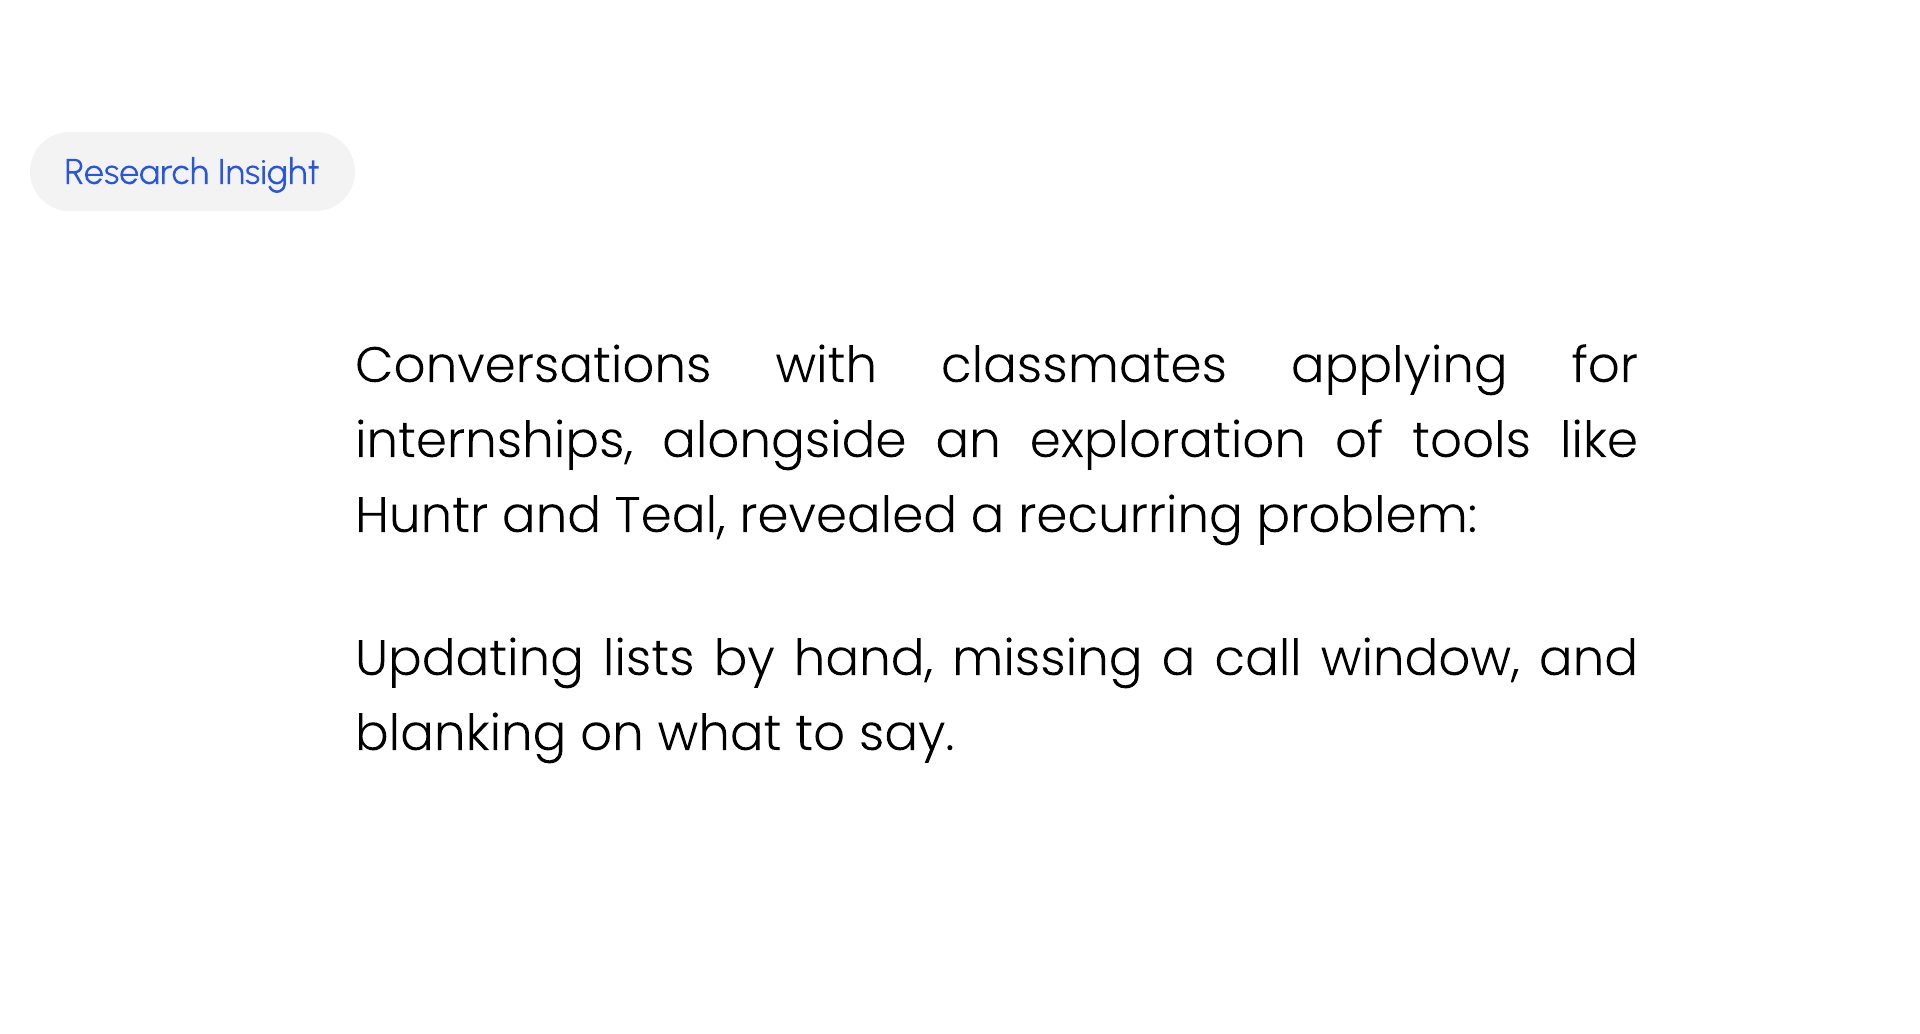 Research Insight
Conversations with classmates applying for
internships, alongside an exploration of tools like
Huntr and Teal, revealed a recurring problem:
Updating lists by hand, missing a call window, and
blanking on what to say.